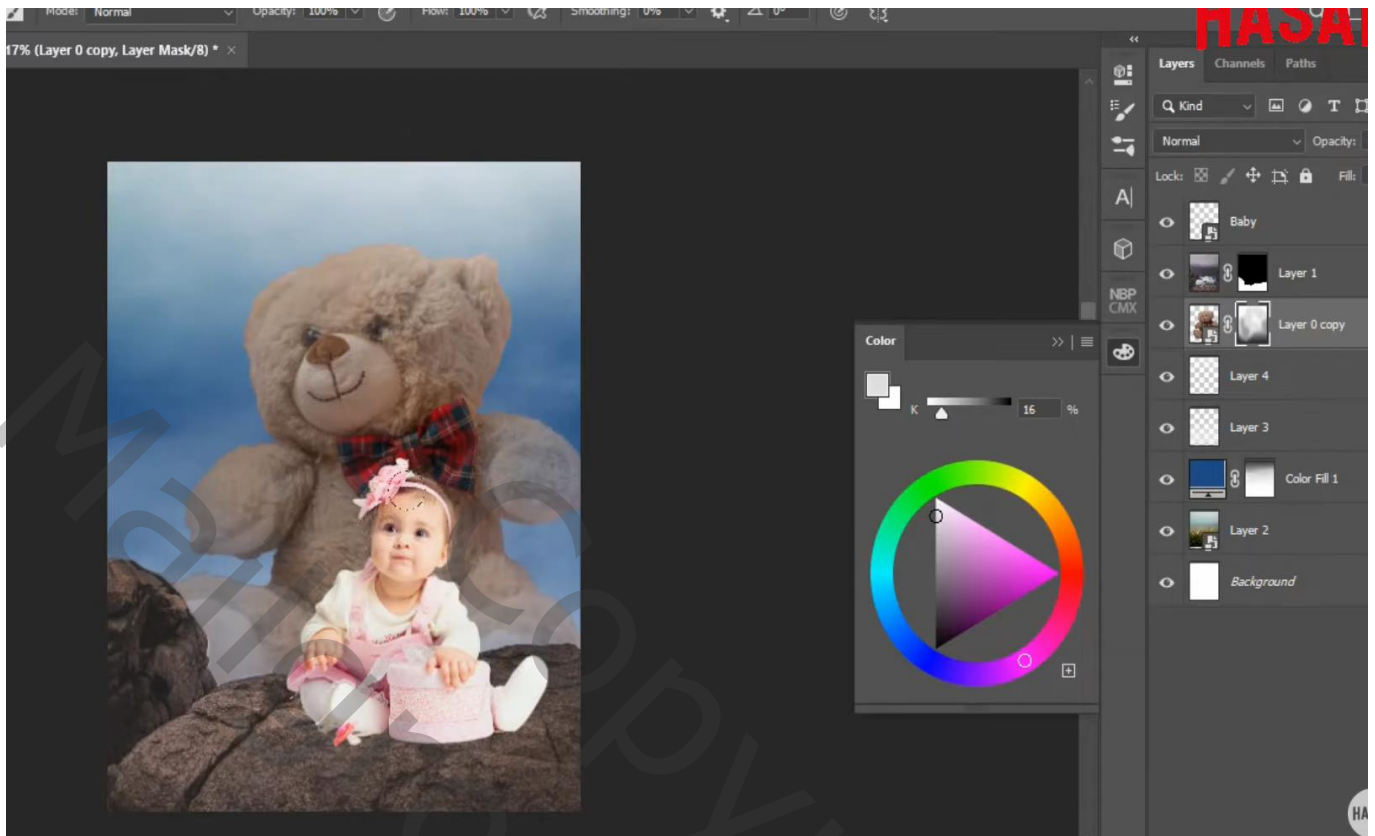 Mode: Normal Opacity: 100% Flow: 100% Smoothing: 0% 0°
HASA
17% (Layer 0 copy, Layer Mask/8) * ×
Layers Channels Paths
Kind
Normal Opacity:
Lock: Fill:
Baby
Layer 1
Layer 0 copy
Layer 4
Layer 3
Color Fill 1
Layer 2
Background
A|
NBP
CMX
Color
K 16 %
HA